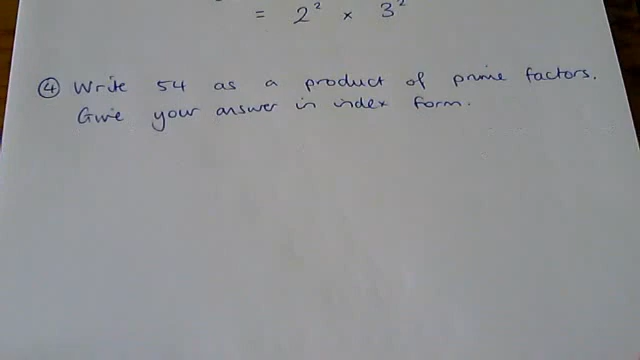 = 2² × 3²
④ Write 54 as a product of prime factors.
Give your answer in index form.